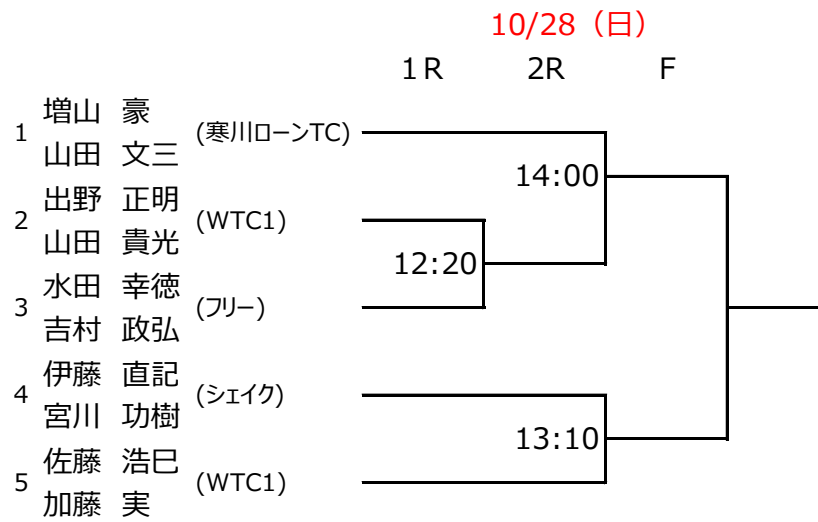 10/28（日）
1R 2R F
増山 豪
1 (寒川ローンTC)
山田 文三
14:00
出野 正明
2 (WTC1)
山田 貴光
12:20
水田 幸徳
3 (フリー)
吉村 政弘
伊藤 直記
4 (シェイク)
宮川 功樹
13:10
佐藤 浩巳
5 (WTC1)
加藤 実